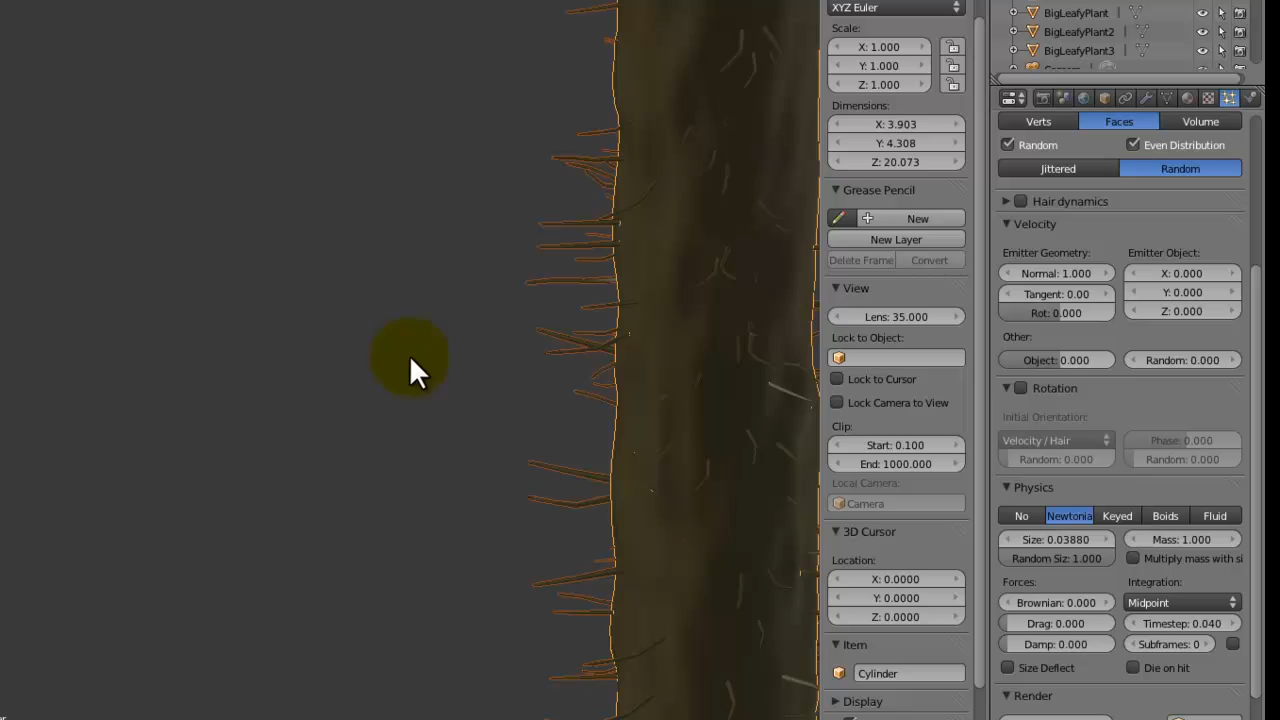 XYZ Euler
Scale:
X: 1.000
Y: 1.000
Z: 1.000
Dimensions:
X: 3.903
Y: 4.308
Z: 20.073
Grease Pencil
New
New Layer
Delete Frame Convert
View
Lens: 35.000
Lock to Object:
Lock to Cursor
Lock Camera to View
Clip:
Start: 0.100
End: 1000.000
Local Camera:
Camera
3D Cursor
Location:
X: 0.0000
Y: 0.0000
Z: 0.0000
Item
Cylinder
Display
BigLeafyPlant
BigLeafyPlant2
BigLeafyPlant3
Verts Faces Volume
Random Even Distribution
Jittered Random
Hair dynamics
Velocity
Emitter Geometry: Emitter Object:
Normal: 1.000 X: 0.000
Tangent: 0.00 Y: 0.000
Rot: 0.000 Z: 0.000
Other:
Object: 0.000 Random: 0.000
Rotation
Initial Orientation:
Velocity / Hair Phase: 0.000
Random: 0.000 Random: 0.000
Physics
No Newtonia Keyed Boids Fluid
Size: 0.03880 Mass: 1.000
Random Siz: 1.000 Multiply mass with si
Forces: Integration:
Brownian: 0.000 Midpoint
Drag: 0.000 Timestep: 0.040
Damp: 0.000 Subframes: 0
Size Deflect Die on hit
Render